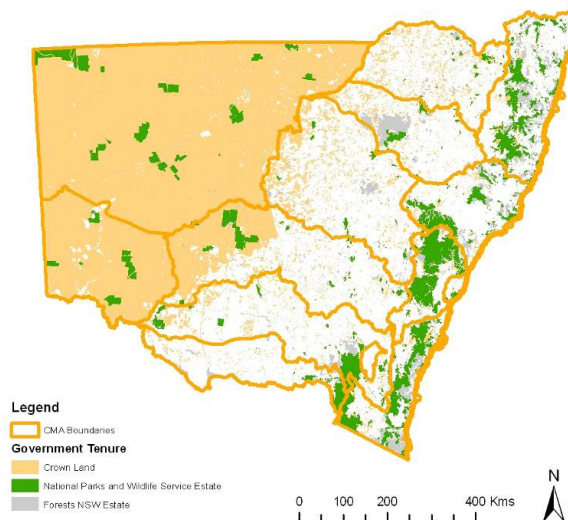 Legend
CMA Boundaries
Government Tenure
Crown Land
National Parks and Wildlife Service Estate
Forests NSW Estate
0 100 200 400 Kms
N